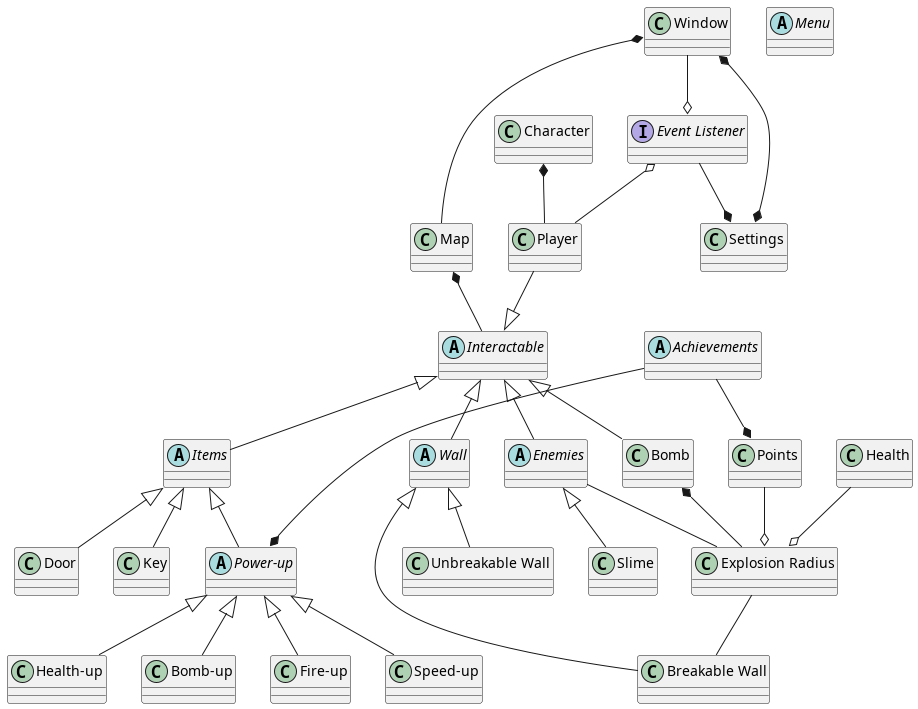 C Window
A Menu
C Character
I Event Listener
C Map
C Player
C Settings
A Interactable
A Achievements
A Items
A Wall
A Enemies
C Bomb
C Points
C Health
C Door
C Key
A Power-up
C Unbreakable Wall
C Slime
C Explosion Radius
C Health-up
C Bomb-up
C Fire-up
C Speed-up
C Breakable Wall